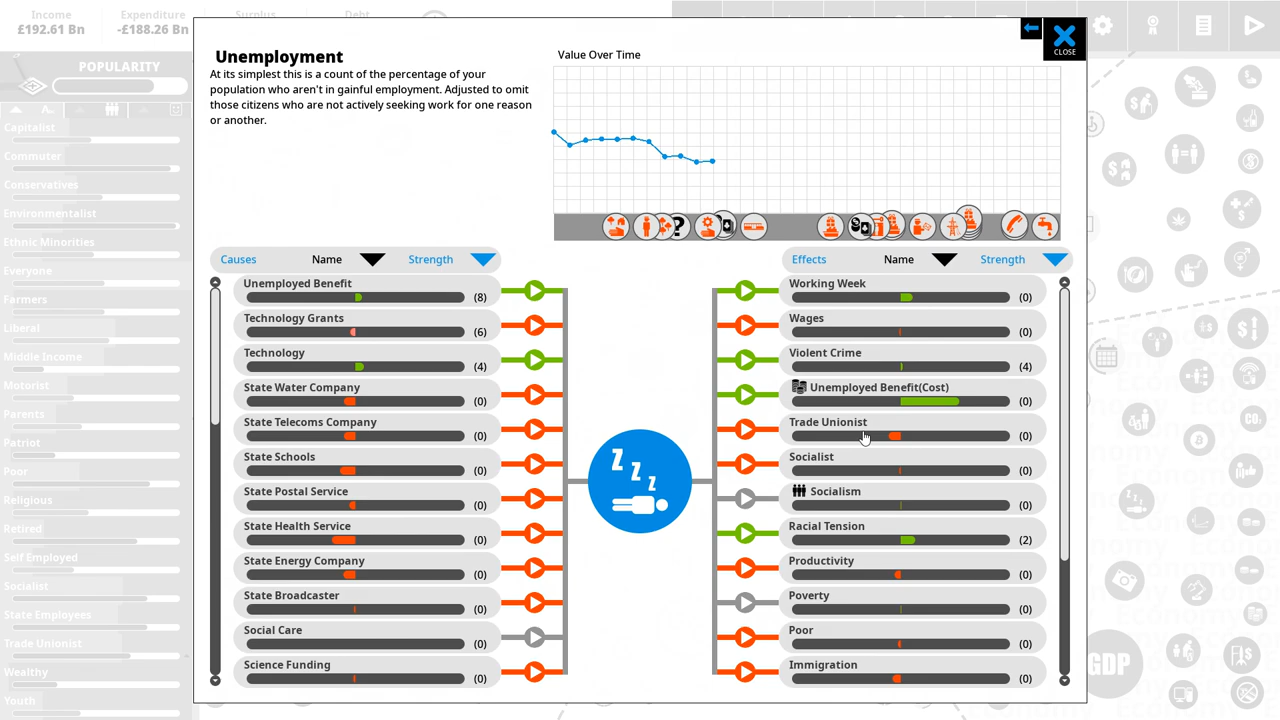 Income
£192.61 Bn
Expenditure
-£188.26 Bn
Surplus
Debt
POPULARITY
Capitalist
Commuter
Conservatives
Environmentalist
Ethnic Minorities
Everyone
Farmers
Liberal
Middle Income
Motorist
Parents
Patriot
Poor
Religious
Retired
Self Employed
Socialist
State Employees
Trade Unionist
Wealthy
Youth
Unemployment
At its simplest this is a count of the percentage of your
population who aren't in gainful employment. Adjusted to omit
those citizens who are not actively seeking work for one reason
or another.
Value Over Time
CLOSE
Causes Name Strength
Unemployed Benefit
(8)
Technology Grants
(6)
Technology
(4)
State Water Company
(0)
State Telecoms Company
(0)
State Schools
(0)
State Postal Service
(0)
State Health Service
(0)
State Energy Company
(0)
State Broadcaster
(0)
Social Care
(0)
Science Funding
(0)
z
z
z
Effects Name Strength
Working Week
(0)
Wages
(0)
Violent Crime
(4)
Unemployed Benefit(Cost)
(0)
Trade Unionist
(0)
Socialist
(0)
Socialism
(0)
Racial Tension
(2)
Productivity
(0)
Poverty
(0)
Poor
(0)
Immigration
(0)
GDP